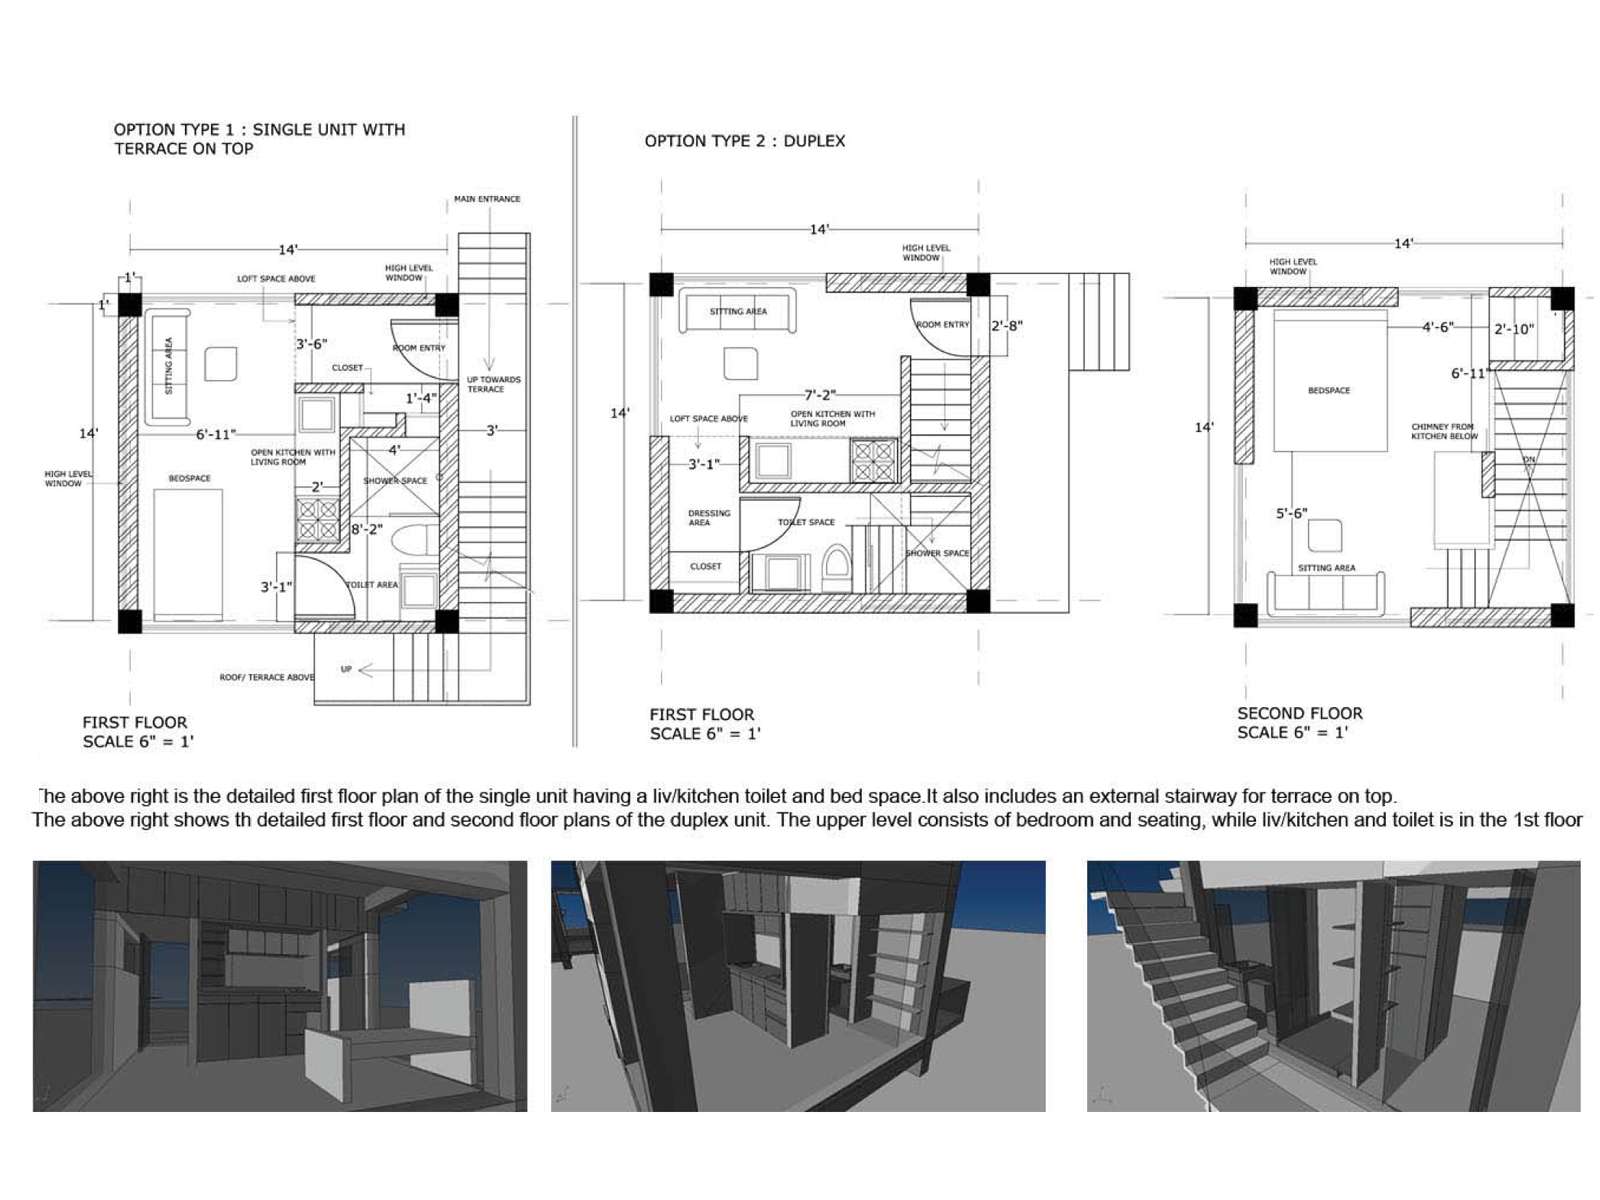 OPTION TYPE 1 : SINGLE UNIT WITH
TERRACE ON TOP
MAIN ENTRANCE
14'
1'
LOFT SPACE ABOVE
HIGH LEVEL
WINDOW
1'
3'-6"
ROOM ENTRY
SITTING AREA
CLOSET
UP TOWARDS
TERRACE
1'-4"
14'
6'-11"
3'
OPEN KITCHEN WITH
LIVING ROOM
4'
HIGH LEVEL
WINDOW
BEDSPACE
2'
SHOWER SPACE
8'-2"
3'-1"
TOILET AREA
UP
ROOF/ TERRACE ABOVE
FIRST FLOOR
SCALE 6" = 1'
OPTION TYPE 2 : DUPLEX
14'
HIGH LEVEL
WINDOW
SITTING AREA
ROOM ENTRY
2'-8"
7'-2"
14'
LOFT SPACE ABOVE
OPEN KITCHEN WITH
LIVING ROOM
3'-1"
DRESSING
AREA
TOILET SPACE
SHOWER SPACE
CLOSET
FIRST FLOOR
SCALE 6" = 1'
14'
HIGH LEVEL
WINDOW
4'-6"
2'-10"
6'-11"
BEDSPACE
14'
CHIMNEY FROM
KITCHEN BELOW
DN
5'-6"
SITTING AREA
SECOND FLOOR
SCALE 6" = 1'
The above right is the detailed first floor plan of the single unit having a liv/kitchen toilet and bed space.It also includes an external stairway for terrace on top.
The above right shows th detailed first floor and second floor plans of the duplex unit. The upper level consists of bedroom and seating, while liv/kitchen and toilet is in the 1st floor